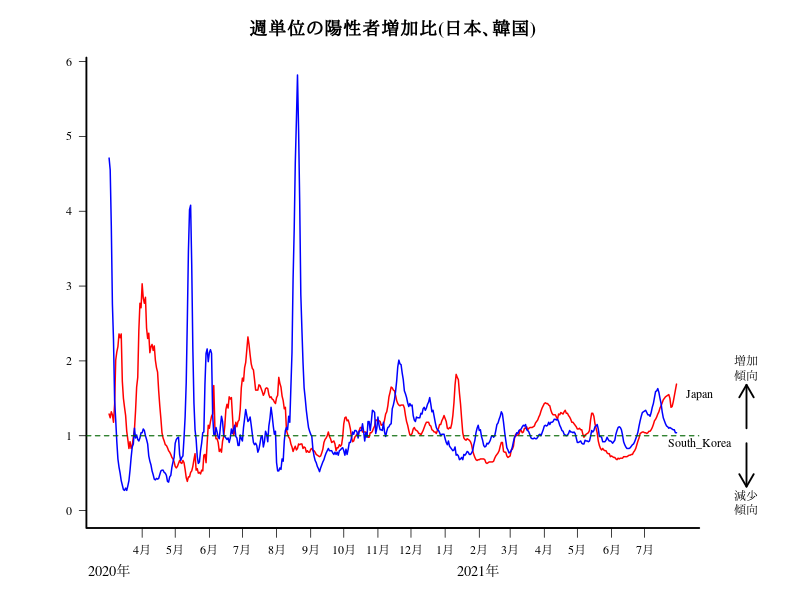 週単位の陽性者増加比(日本、韓国)
6
5
4
3
2
1
0
増加
傾向
Japan
South_Korea
減少
傾向
4月 5月 6月 7月 8月 9月 10月 11月 12月 1月 2月 3月 4月 5月 6月 7月
2020年 2021年